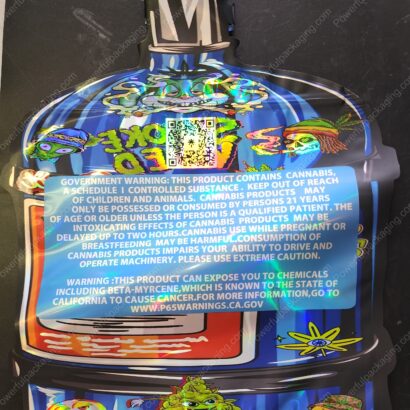 GOVERNMENT WARNING: THIS PRODUCT CONTAINS CANNABIS,
A SCHEDULE I CONTROLLED SUBSTANCE . KEEP OUT OF REACH
OF CHILDREN AND ANIMALS. CANNABIS PRODUCTS MAY
ONLY BE POSSESSED OR CONSUMED BY PERSONS 21 YEARS
OF AGE OR OLDER UNLESS THE PERSON IS A QUALIFIED PATIENT. THE
INTOXICATING EFFECTS OF CANNABIS PRODUCTS MAY BE
DELAYED UP TO TWO HOURS.CANNABIS USE WHILE PREGNANT OR
BREASTFEEDING MAY BE HARMFUL.CONSUMPTION OF
CANNABIS PRODUCTS IMPAIRS YOUR ABILITY TO DRIVE AND
OPERATE MACHINERY. PLEASE USE EXTREME CAUTION.
WARNING :THIS PRODUCT CAN EXPOSE YOU TO CHEMICALS
INCLUDING BETA-MYRCENE,WHICH IS KNOWN TO THE STATE OF
CALIFORNIA TO CAUSE CANCER.FOR MORE INFORMATION,GO TO
WWW.P65WARNINGS.CA.GOV